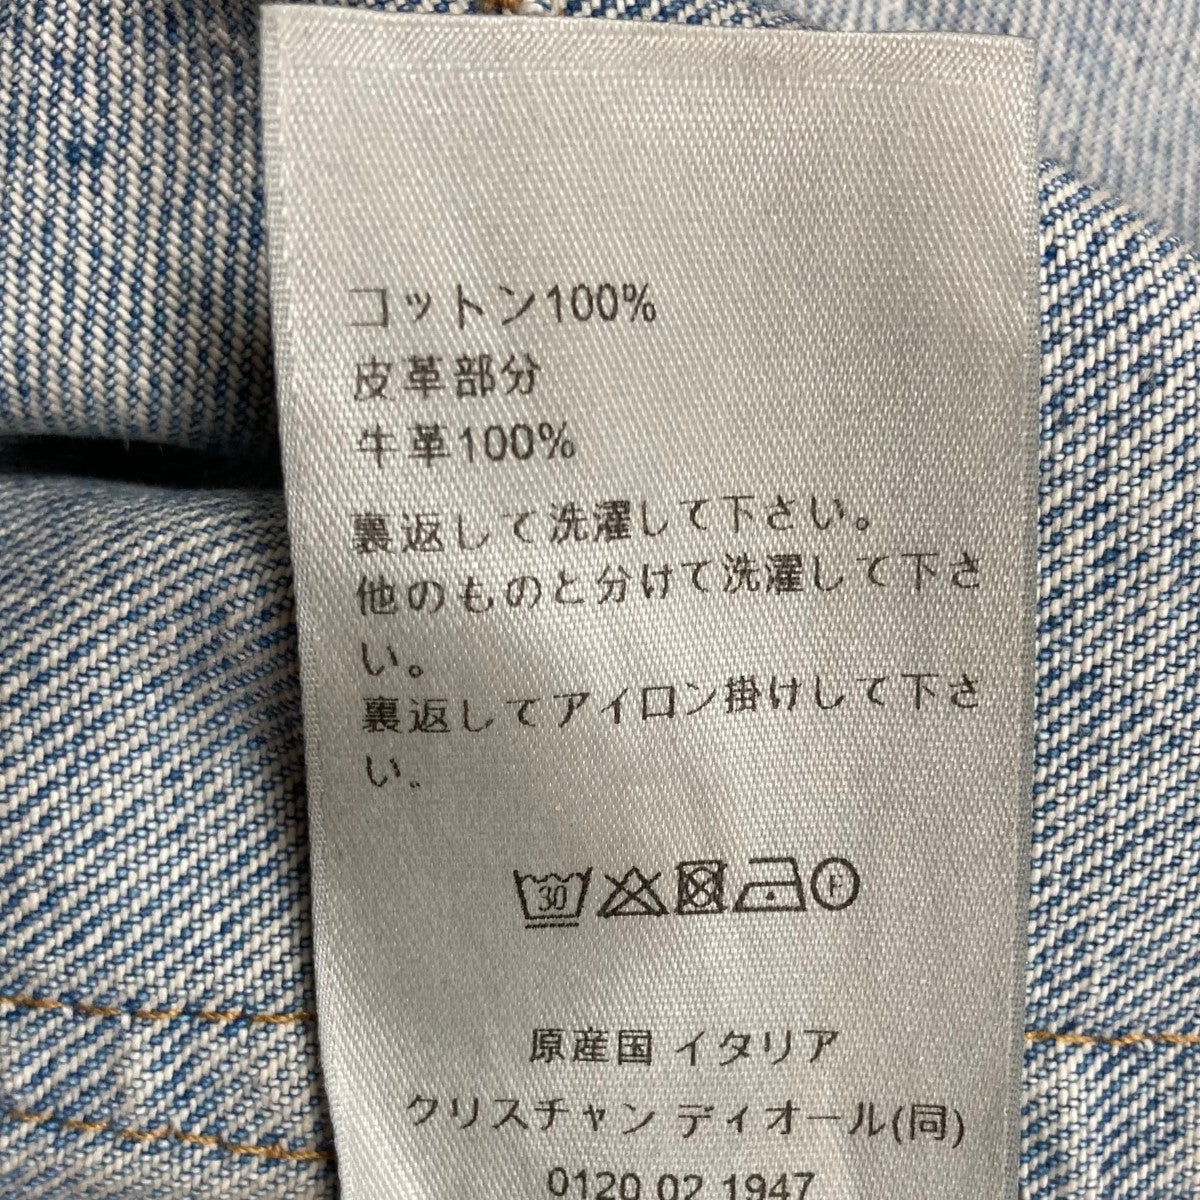 コットン100%
皮革部分
牛革100%
裏返して洗濯して下さい。
他のものと分けて洗濯して下さ
い。
裏返してアイロン掛けして下さ
い。
30
F
原産国 イタリア
クリスチャン ディオール(同)
0120 02 1947